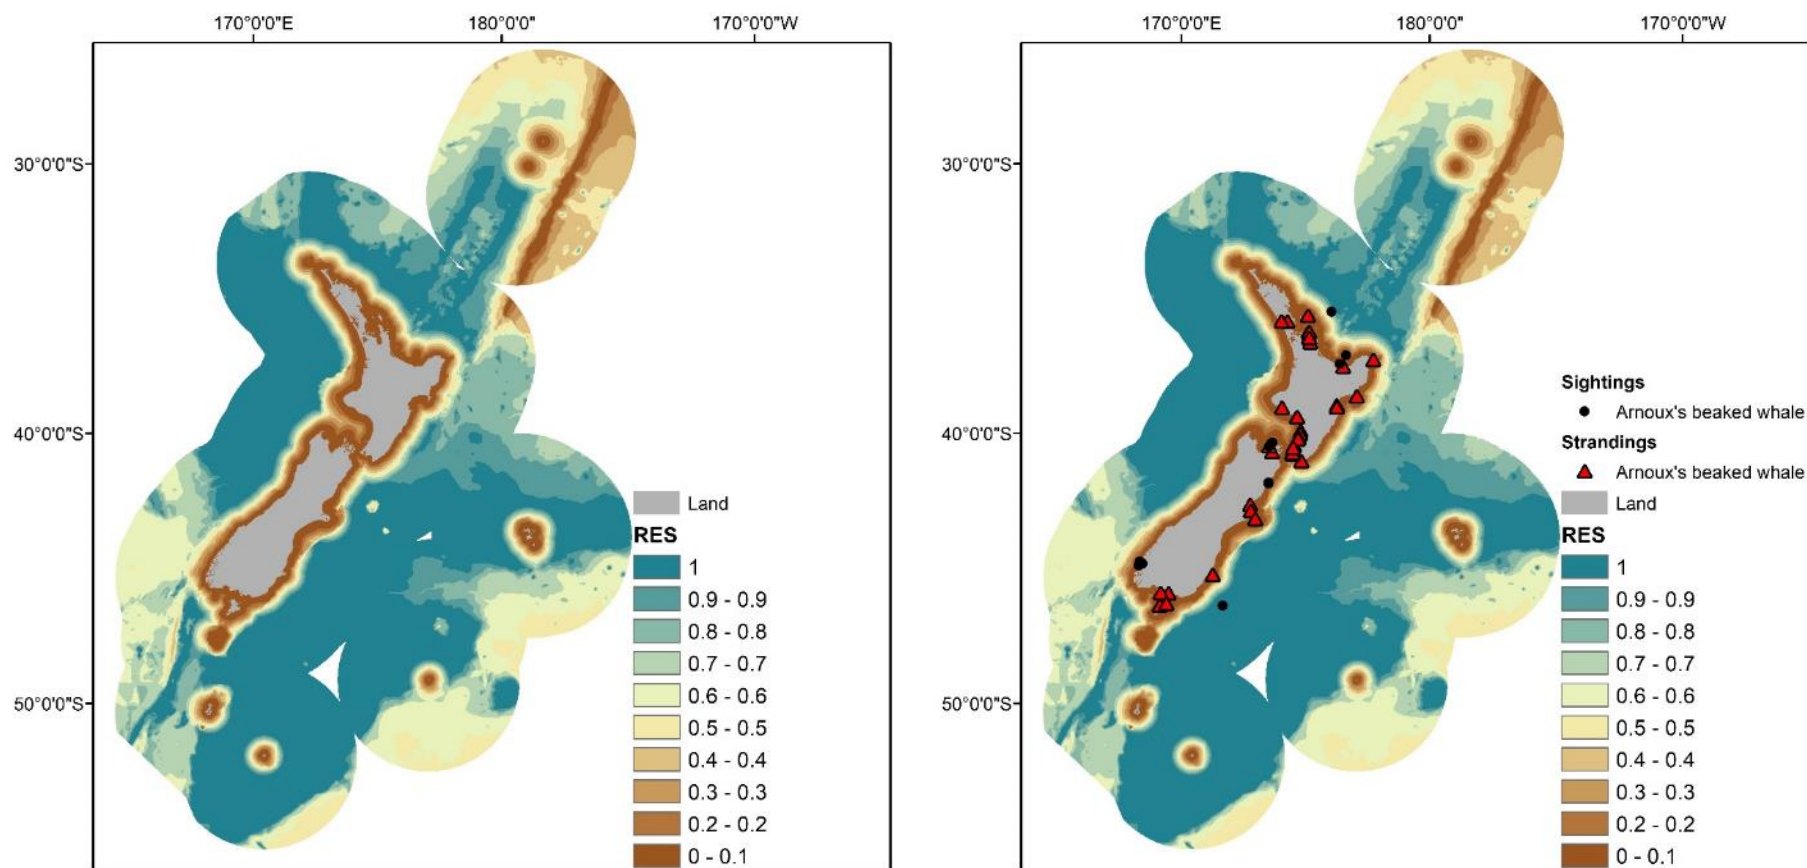 170°0'0"E 180°0'0" 170°0'0"W
30°0'0"S
40°0'0"S
50°0'0"S
Land
RES
1
0.9 - 0.9
0.8 - 0.8
0.7 - 0.7
0.6 - 0.6
0.5 - 0.5
0.4 - 0.4
0.3 - 0.3
0.2 - 0.2
0 - 0.1
170°0'0"E 180°0'0" 170°0'0"W
30°0'0"S
40°0'0"S
50°0'0"S
Sightings
Arnoux's beaked whale
Strandings
Arnoux's beaked whale
Land
RES
1
0.9 - 0.9
0.8 - 0.8
0.7 - 0.7
0.6 - 0.6
0.5 - 0.5
0.4 - 0.4
0.3 - 0.3
0.2 - 0.2
0 - 0.1